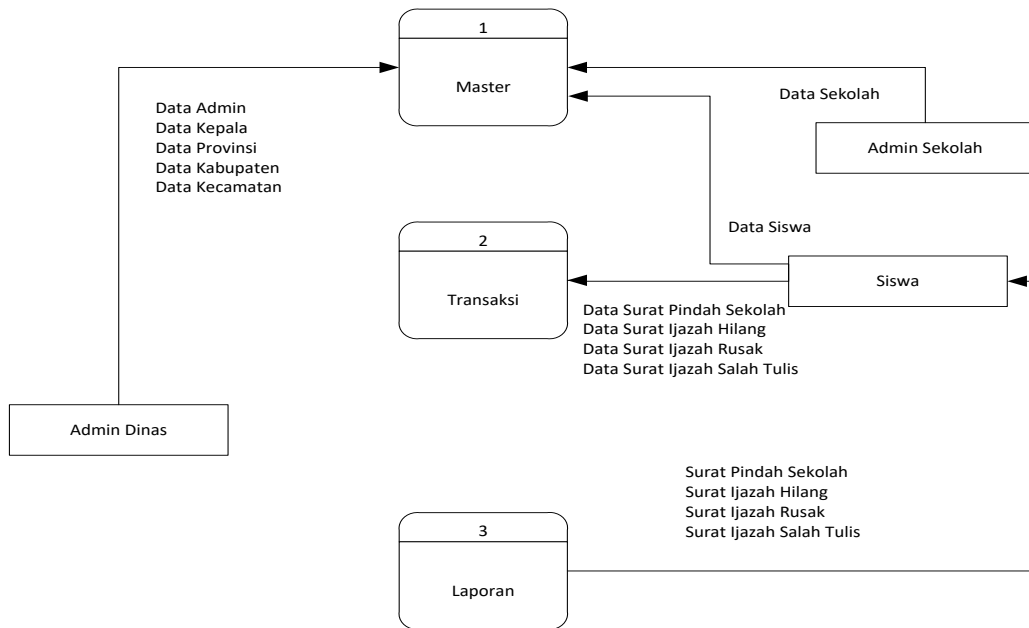 1
Master
Data Admin
Data Kepala
Data Provinsi
Data Kabupaten
Data Kecamatan
Data Sekolah
Admin Sekolah
Data Siswa
2
Transaksi
Siswa
Data Surat Pindah Sekolah
Data Surat Ijazah Hilang
Data Surat Ijazah Rusak
Data Surat Ijazah Salah Tulis
Admin Dinas
Surat Pindah Sekolah
Surat Ijazah Hilang
Surat Ijazah Rusak
Surat Ijazah Salah Tulis
3
Laporan